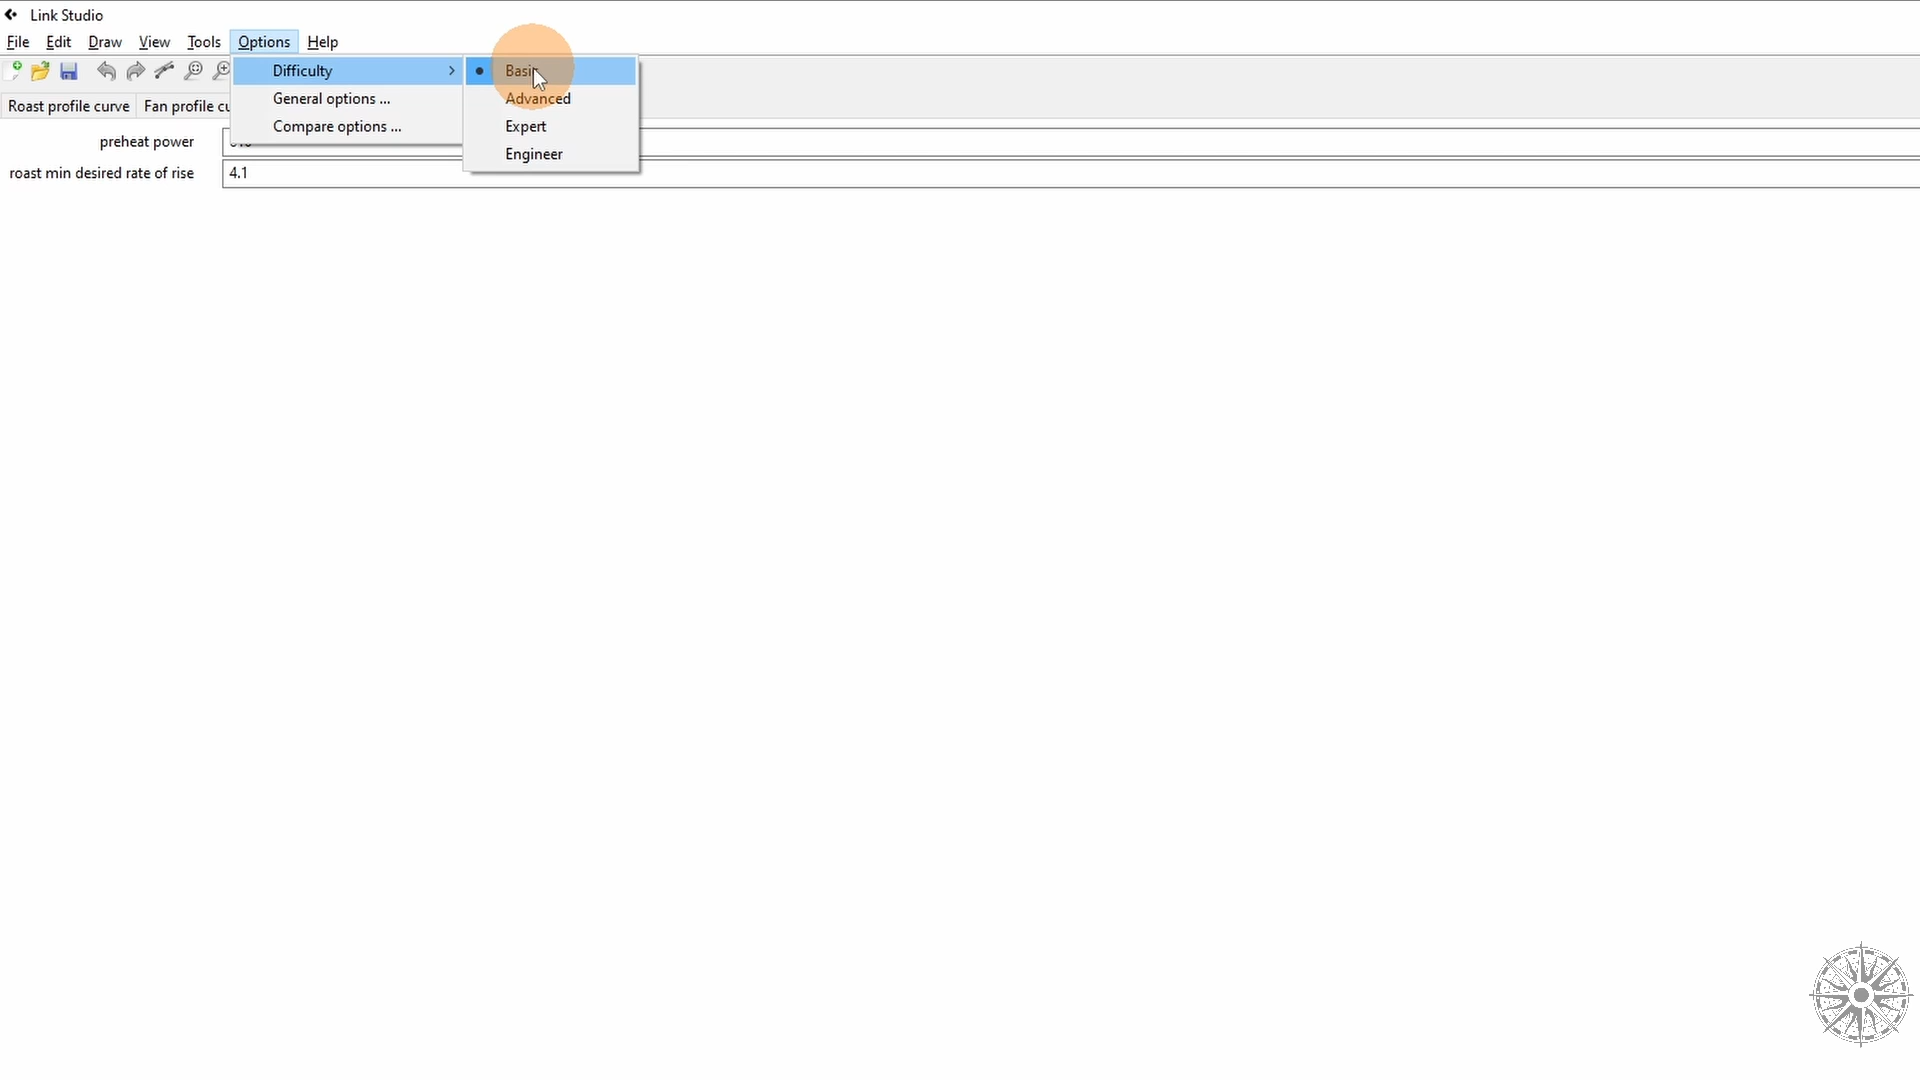 Link Studio
File Edit Draw View Tools Options Help
Difficulty
Basic
General options ...
Advanced
Roast profile curve Fan profile cu
Compare options ...
Expert
preheat power
Engineer
roast min desired rate of rise 4.1